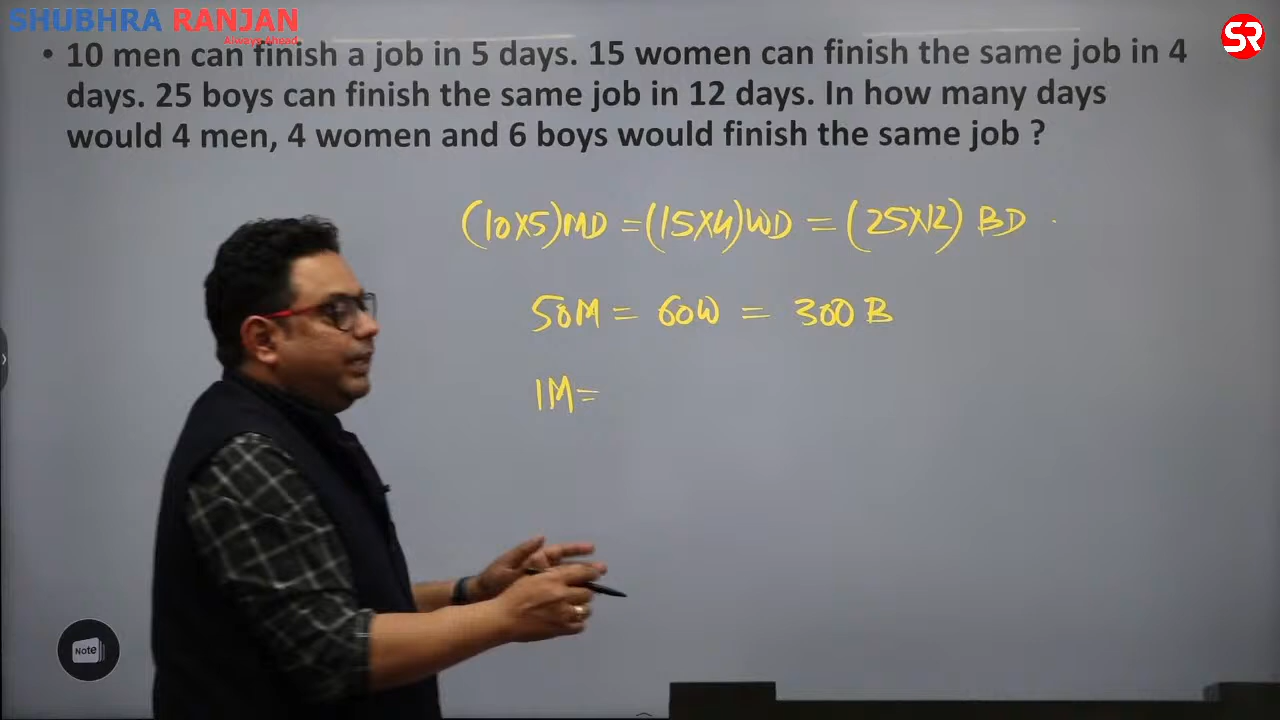 SHUBHRA RANJAN
Always Ahead
SR
• 10 men can finish a job in 5 days. 15 women can finish the same job in 4
days. 25 boys can finish the same job in 12 days. In how many days
would 4 men, 4 women and 6 boys would finish the same job ?
(10x5)MD = (15x4)WD = (25x12) BD
50M = 60W = 300 B
1M =
Note